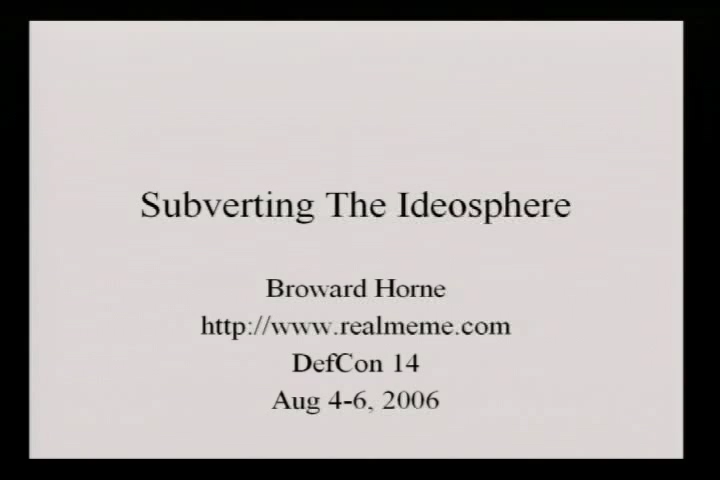 Subverting The Ideosphere
Broward Horne
http://www.realmeme.com
DefCon 14
Aug 4-6, 2006